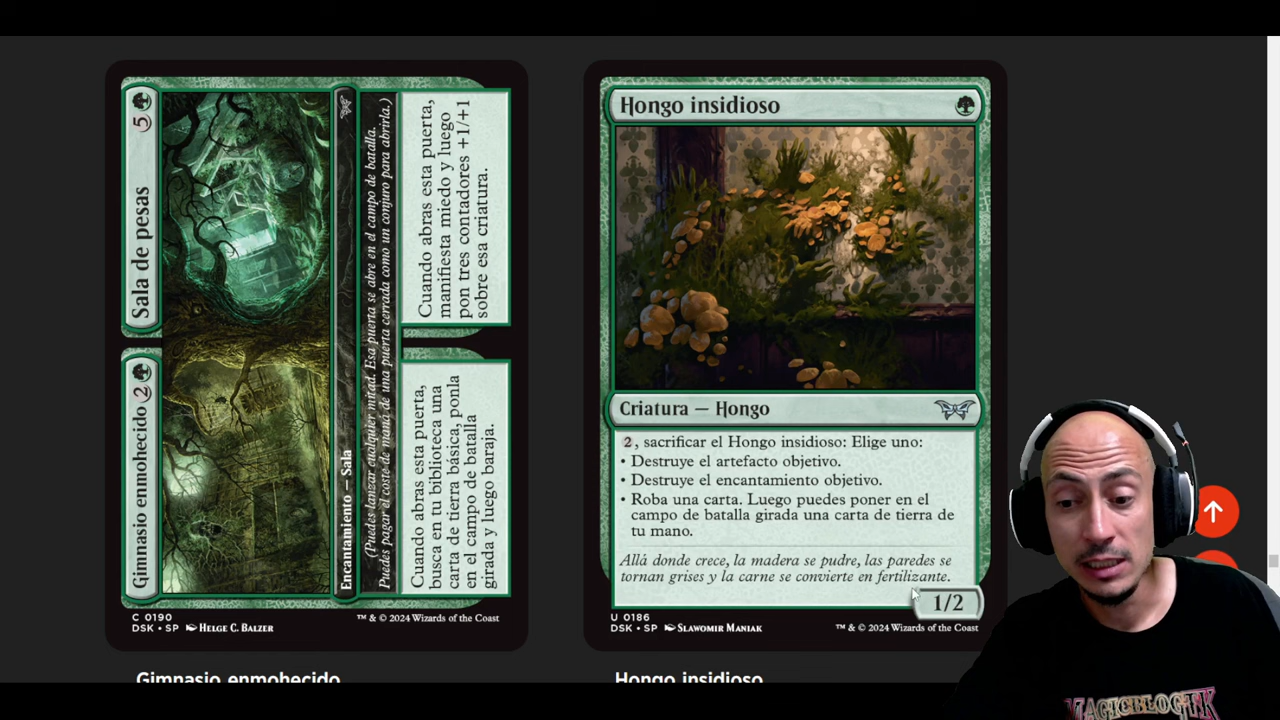 Sala de pesas 5
Cuando abras esta puerta,
manifiesta miedo y luego
pon tres contadores +1/+1
sobre esa criatura.
Gimnasio enmohecido 2
Cuando abras esta puerta,
busca en tu biblioteca una
carta de tierra básica, ponla
en el campo de batalla
girada y luego baraja.
Encantamiento — Sala
(Puedes lanzar cualquier mitad. Esa puerta se abre en el campo de batalla.
Puedes pagar el coste de maná de una puerta cerrada como un conjuro para abrirla.)
C 0190
DSK • SP HELGE C. BALZER
™ & © 2024 Wizards of the Coast
Gimnasio enmohecido
Hongo insidioso
Criatura — Hongo
2, sacrificar el Hongo insidioso: Elige uno:
• Destruye el artefacto objetivo.
• Destruye el encantamiento objetivo.
• Roba una carta. Luego puedes poner en el
campo de batalla girada una carta de tierra de
tu mano.
Allá donde crece, la madera se pudre, las paredes se
tornan grises y la carne se convierte en fertilizante.
1/2
U 0186
DSK • SP SLAWOMIR MANIAK
™ & © 2024 Wizards of the Coast
Hongo insidioso
MAGICBLOGTK